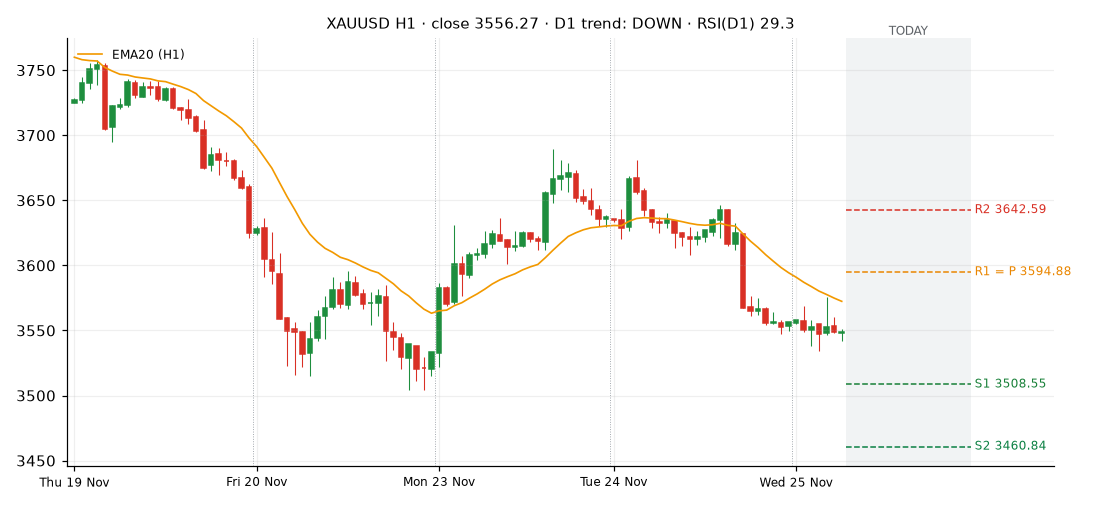 XAUUSD H1 · close 3556.27 · D1 trend: DOWN · RSI(D1) 29.3
TODAY
EMA20 (H1)
3750
3700
3650
3600
3550
3500
3450
R2 3642.59
R1 = P 3594.88
S1 3508.55
S2 3460.84
Thu 19 Nov
Fri 20 Nov
Mon 23 Nov
Tue 24 Nov
Wed 25 Nov